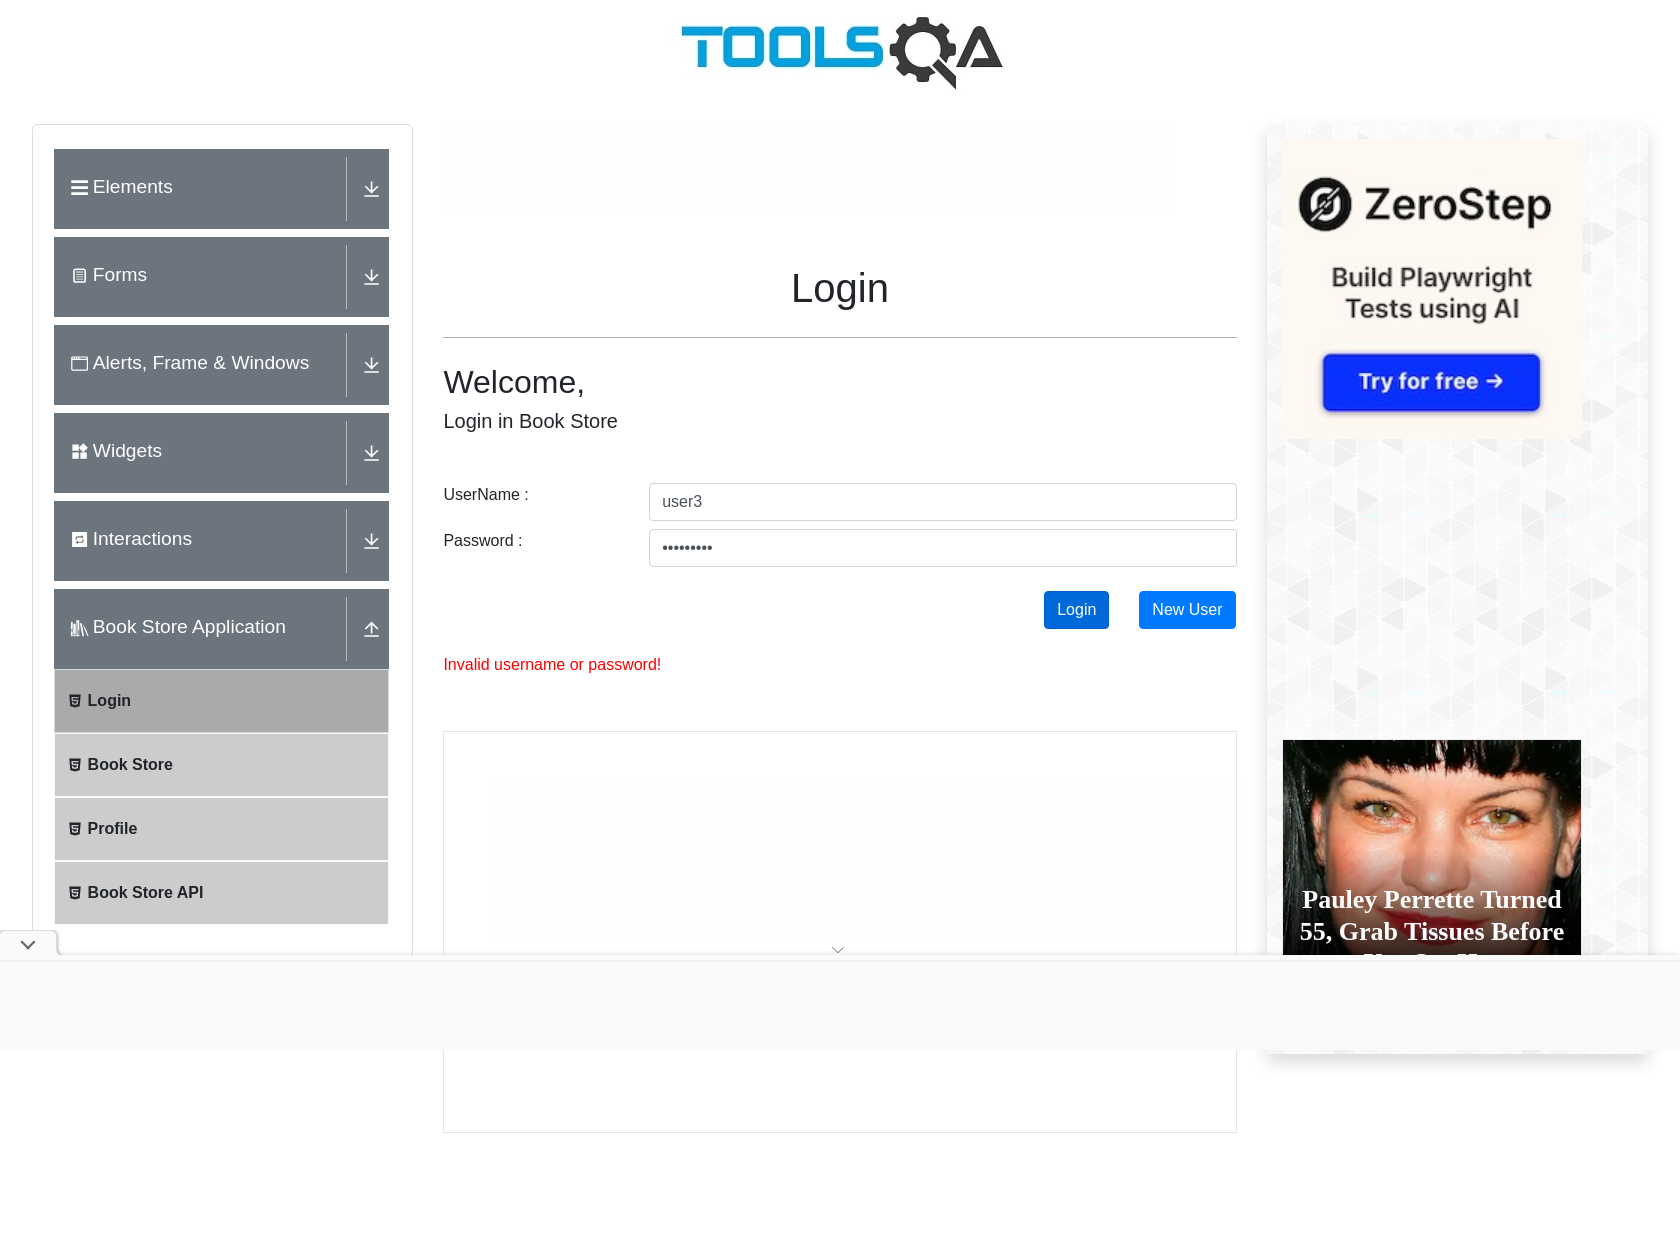 TOOLSQA
Elements
Forms
Alerts, Frame & Windows
Widgets
Interactions
Book Store Application
Login
Book Store
Profile
Book Store API
Login
Welcome,
Login in Book Store
UserName :
user3
Password :
•••••••••
Login
New User
Invalid username or password!
ZeroStep
Build Playwright
Tests using AI
Try for free →
Pauley Perrette Turned
55, Grab Tissues Before